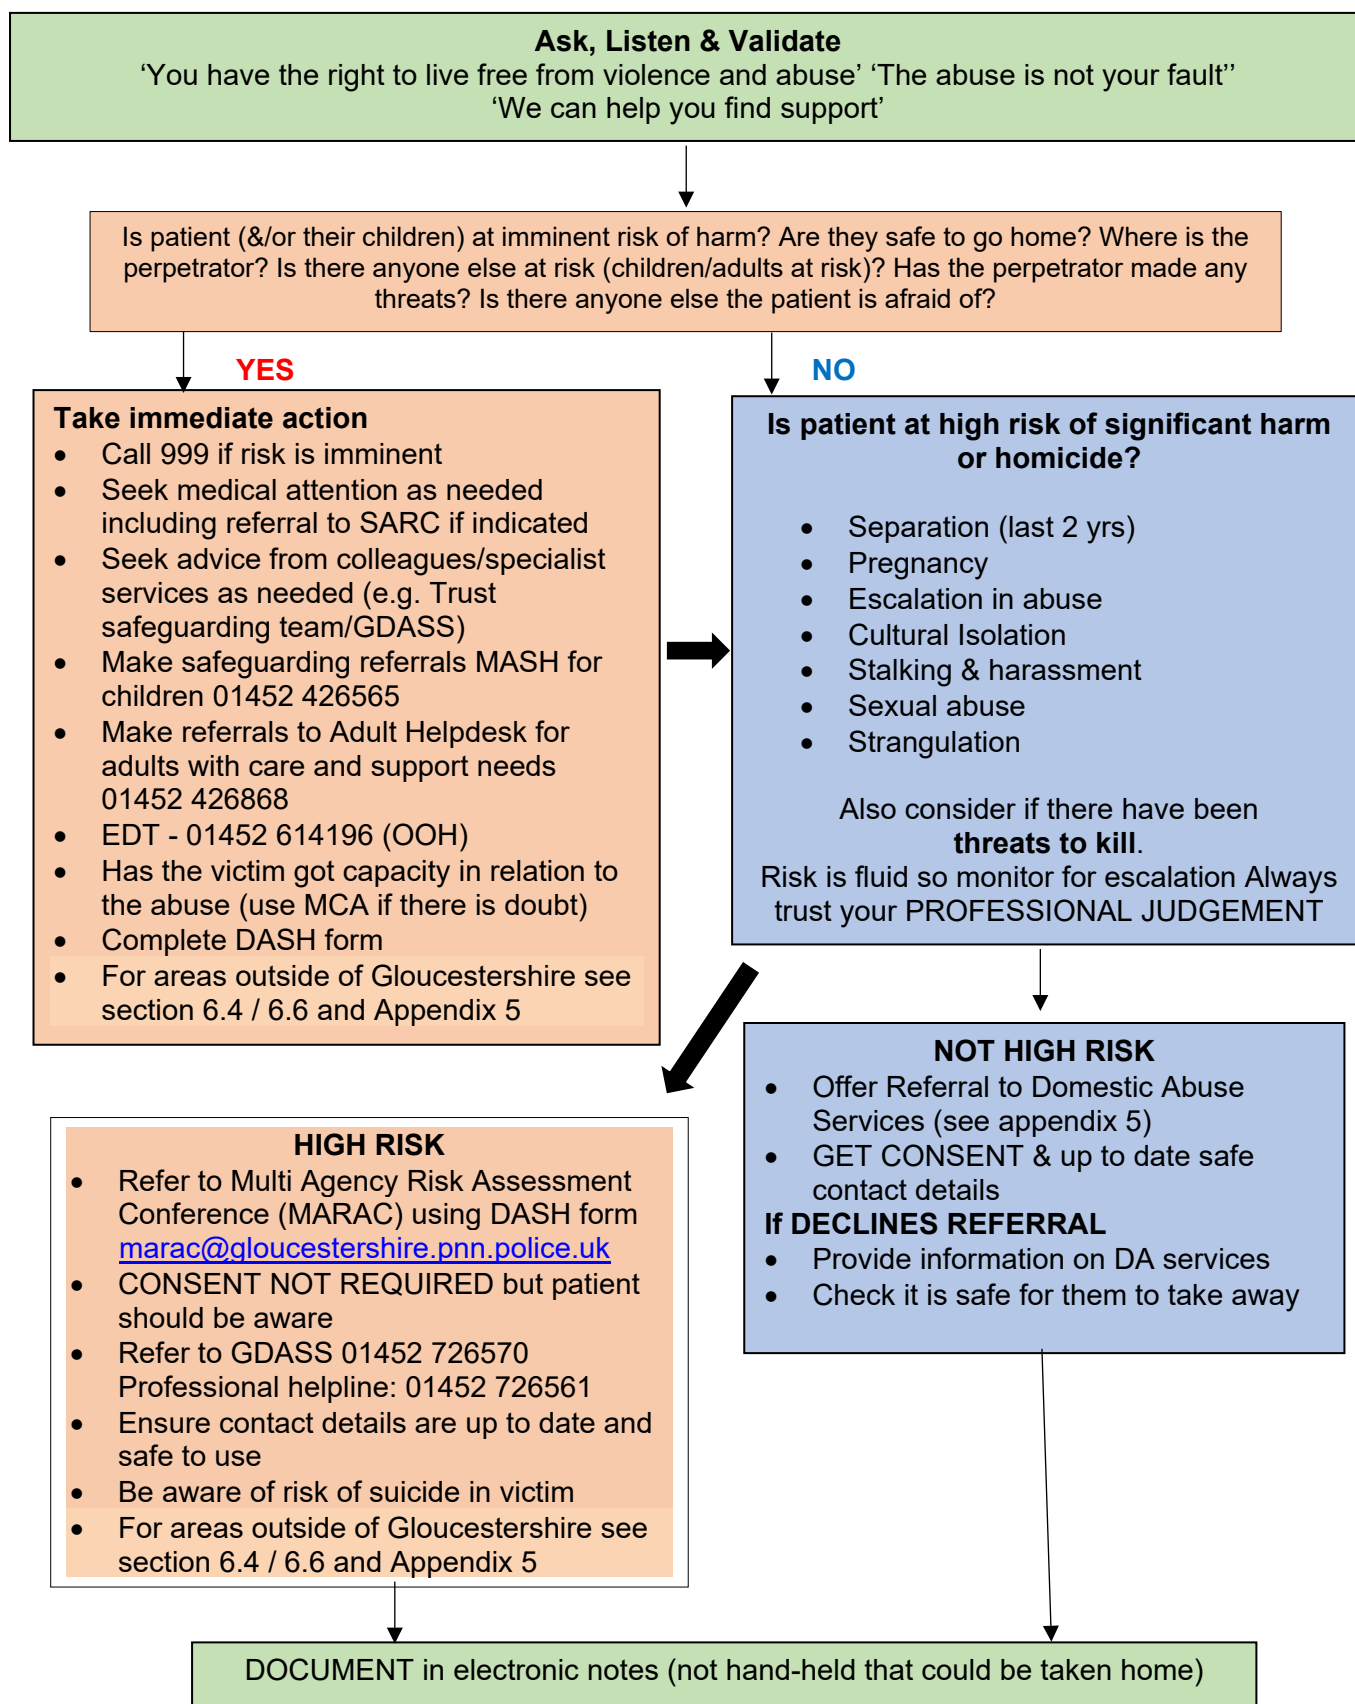 Ask, Listen & Validate
‘You have the right to live free from violence and abuse’ ‘The abuse is not your fault’’
‘We can help you find support’
Is patient (&/or their children) at imminent risk of harm? Are they safe to go home? Where is the
perpetrator? Is there anyone else at risk (children/adults at risk)? Has the perpetrator made any
threats? Is there anyone else the patient is afraid of?
YES
Take immediate action
• Call 999 if risk is imminent
• Seek medical attention as needed
including referral to SARC if indicated
• Seek advice from colleagues/specialist
services as needed (e.g. Trust
safeguarding team/GDASS)
• Make safeguarding referrals MASH for
children 01452 426565
• Make referrals to Adult Helpdesk for
adults with care and support needs
01452 426868
• EDT - 01452 614196 (OOH)
• Has the victim got capacity in relation to
the abuse (use MCA if there is doubt)
• Complete DASH form
• For areas outside of Gloucestershire see
section 6.4 / 6.6 and Appendix 5
NO
Is patient at high risk of significant harm
or homicide?
• Separation (last 2 yrs)
• Pregnancy
• Escalation in abuse
• Cultural Isolation
• Stalking & harassment
• Sexual abuse
• Strangulation
Also consider if there have been
threats to kill.
Risk is fluid so monitor for escalation Always
trust your PROFESSIONAL JUDGEMENT
HIGH RISK
• Refer to Multi Agency Risk Assessment
Conference (MARAC) using DASH form
marac@gloucestershire.pnn.police.uk
• CONSENT NOT REQUIRED but patient
should be aware
• Refer to GDASS 01452 726570
Professional helpline: 01452 726561
• Ensure contact details are up to date and
safe to use
• Be aware of risk of suicide in victim
• For areas outside of Gloucestershire see
section 6.4 / 6.6 and Appendix 5
NOT HIGH RISK
• Offer Referral to Domestic Abuse
Services (see appendix 5)
• GET CONSENT & up to date safe
contact details
If DECLINES REFERRAL
• Provide information on DA services
• Check it is safe for them to take away
DOCUMENT in electronic notes (not hand-held that could be taken home)